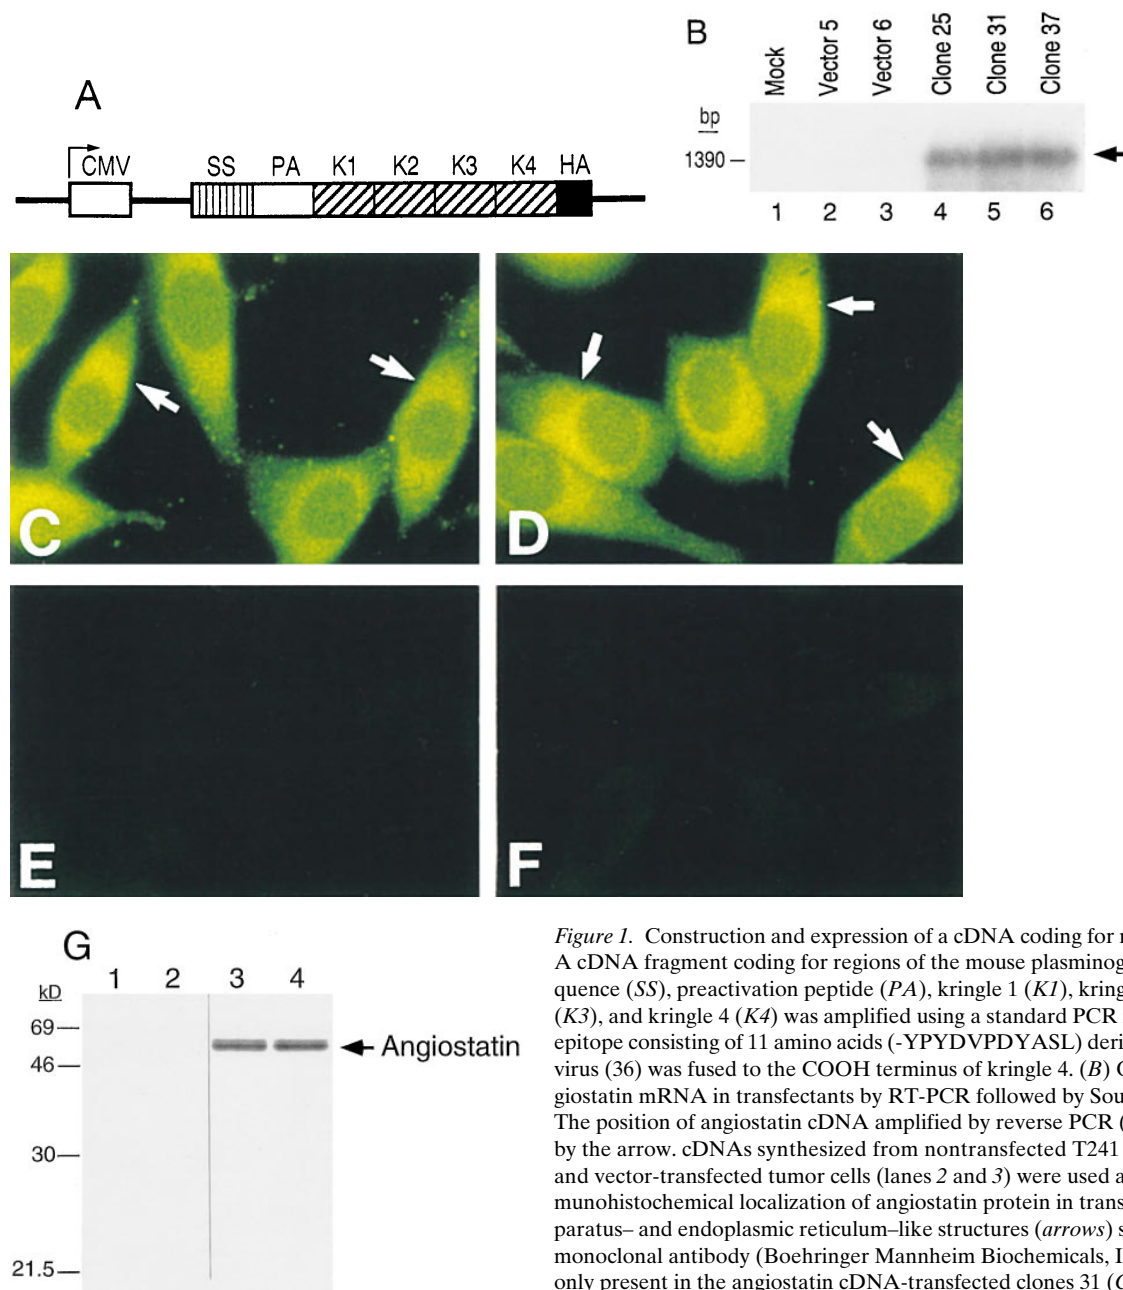 A
CMV SS PA K1 K2 K3 K4 HA
B
Mock Vector 5 Vector 6 Clone 25 Clone 31 Clone 37
bp
1390
1 2 3 4 5 6
C
D
E
F
G
1 2 3 4
kD
69
46
30
21.5
Angiostatin
Figure 1. Construction and expression of a cDNA coding for
A cDNA fragment coding for regions of the mouse
quence (SS), preactivation peptide (PA), kringle 1 (K1),
(K3), and kringle 4 (K4) was amplified using a standard PCR
epitope consisting of 11 amino acids (-YPYDVPDYASL)
virus (36) was fused to the COOH terminus of kringle 4. (B)
giostatin mRNA in transfectants by RT-PCR followed by
The position of angiostatin cDNA amplified by reverse PCR (
by the arrow. cDNAs synthesized from nontransfected T241
and vector-transfected tumor cells (lanes 2 and 3) were used
munohistochemical localization of angiostatin protein in
paratus– and endoplasmic reticulum–like structures (arrows)
monoclonal antibody (Boehringer Mannheim Biochemicals,
only present in the angiostatin cDNA-transfected clones 31 (C